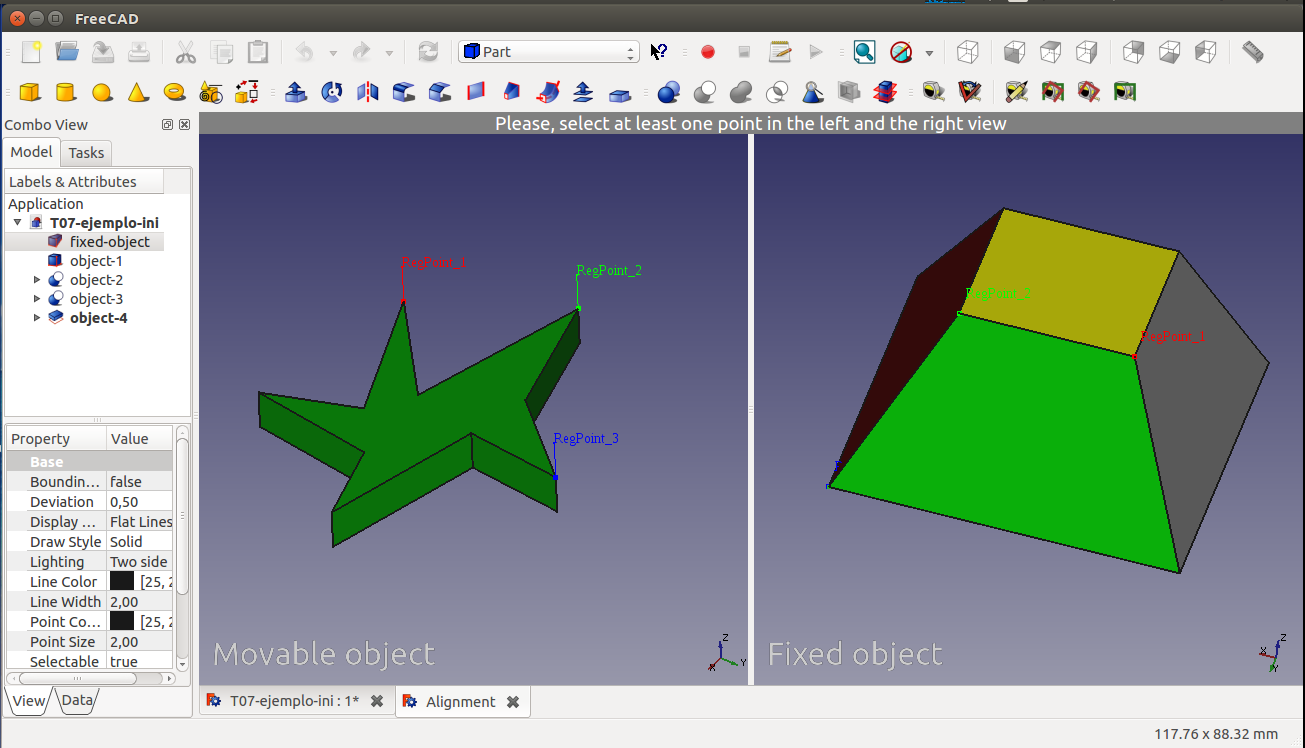 FreeCAD
Part
Combo View
Please, select at least one point in the left and the right view
Model
Tasks
Labels & Attributes
Application
T07-ejemplo-ini
fixed-object
object-1
object-2
object-3
object-4
Property
Value
Base
Boundin...
false
Deviation
0,50
Display ...
Flat Lines
Draw Style
Solid
Lighting
Two side
Line Color
[25, 2
Line Width
2,00
Point Co...
[25, 2
Point Size
2,00
Selectable
true
View
Data
RegPoint_1
RegPoint_2
RegPoint_3
Movable object
Z
Y
X
RegPoint_2
RegPoint_1
Fixed object
Z
X
Y
T07-ejemplo-ini : 1*
Alignment
117.76 x 88.32 mm